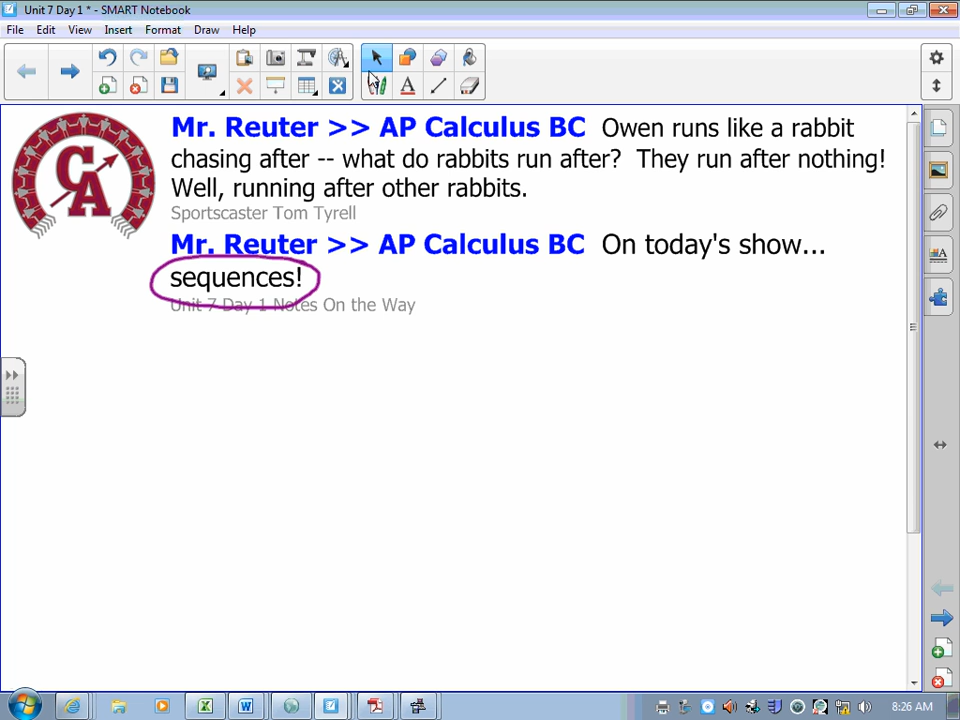 Unit 7 Day 1 * - SMART Notebook
File Edit View Insert Format Draw Help
CA
Mr. Reuter >> AP Calculus BC Owen runs like a rabbit
chasing after -- what do rabbits run after? They run after nothing!
Well, running after other rabbits.
Sportscaster Tom Tyrell
Mr. Reuter >> AP Calculus BC On today's show...
sequences!
Unit 7 Day 1 Notes On the Way
8:26 AM